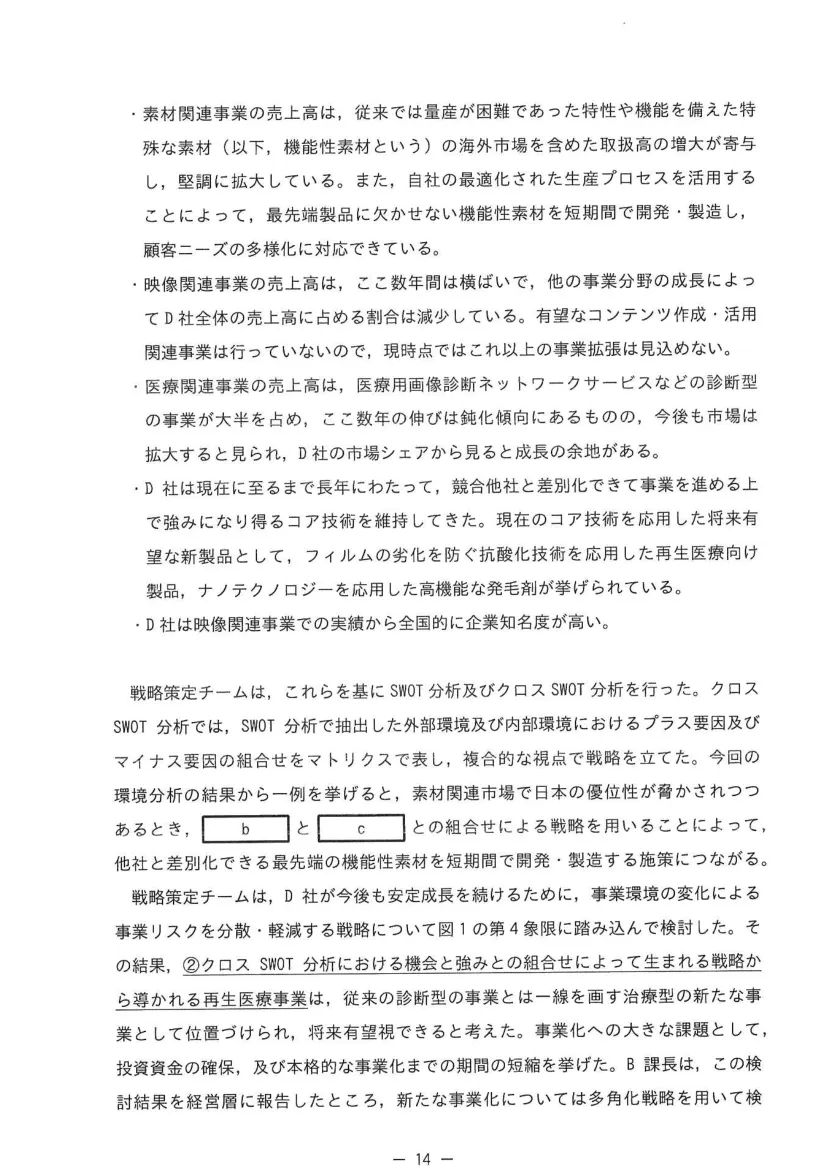 ・素材関連事業の売上高は，従来では量産が困難であった特性や機能を備えた特
殊な素材（以下，機能性素材という）の海外市場を含めた取扱高の増大が寄与
し，堅調に拡大している。また，自社の最適化された生産プロセスを活用する
ことによって，最先端製品に欠かせない機能性素材を短期間で開発・製造し，
顧客ニーズの多様化に対応できている。
・映像関連事業の売上高は，ここ数年間は横ばいで，他の事業分野の成長によっ
て D 社全体の売上高に占める割合は減少している。有望なコンテンツ作成・活用
関連事業は行っていないので，現時点ではこれ以上の事業拡張は見込めない。
・医療関連事業の売上高は，医療用画像診断ネットワークサービスなどの診断型
の事業が大半を占め，ここ数年の伸びは鈍化傾向にあるものの，今後も市場は
拡大すると見られ，D 社の市場シェアから見ると成長の余地がある。
・D 社は現在に至るまで長年にわたって，競合他社と差別化できて事業を進める上
で強みになり得るコア技術を維持してきた。現在のコア技術を応用した将来有
望な新製品として，フィルムの劣化を防ぐ抗酸化技術を応用した再生医療向け
製品，ナノテクノロジーを応用した高機能な発毛剤が挙げられている。
・D 社は映像関連事業での実績から全国的に企業知名度が高い。
戦略策定チームは，これらを基に SWOT 分析及びクロス SWOT 分析を行った。クロス
SWOT 分析では，SWOT 分析で抽出した外部環境及び内部環境におけるプラス要因及び
マイナス要因の組合せをマトリクスで表し，複合的な視点で戦略を立てた。今回の
環境分析の結果から一例を挙げると，素材関連市場で日本の優位性が脅かされつつ
あるとき， b と c との組合せによる戦略を用いることによって，
他社と差別化できる最先端の機能性素材を短期間で開発・製造する施策につながる。
戦略策定チームは，D 社が今後も安定成長を続けるために，事業環境の変化による
事業リスクを分散・軽減する戦略について図 1 の第 4 象限に踏み込んで検討した。そ
の結果，②クロス SWOT 分析における機会と強みとの組合せによって生まれる戦略か
ら導かれる再生医療事業は，従来の診断型の事業とは一線を画す治療型の新たな事
業として位置づけられ，将来有望視できると考えた。事業化への大きな課題として，
投資資金の確保，及び本格的な事業化までの期間の短縮を挙げた。B 課長は，この検
討結果を経営層に報告したところ，新たな事業化については多角化戦略を用いて検
― 14 ―